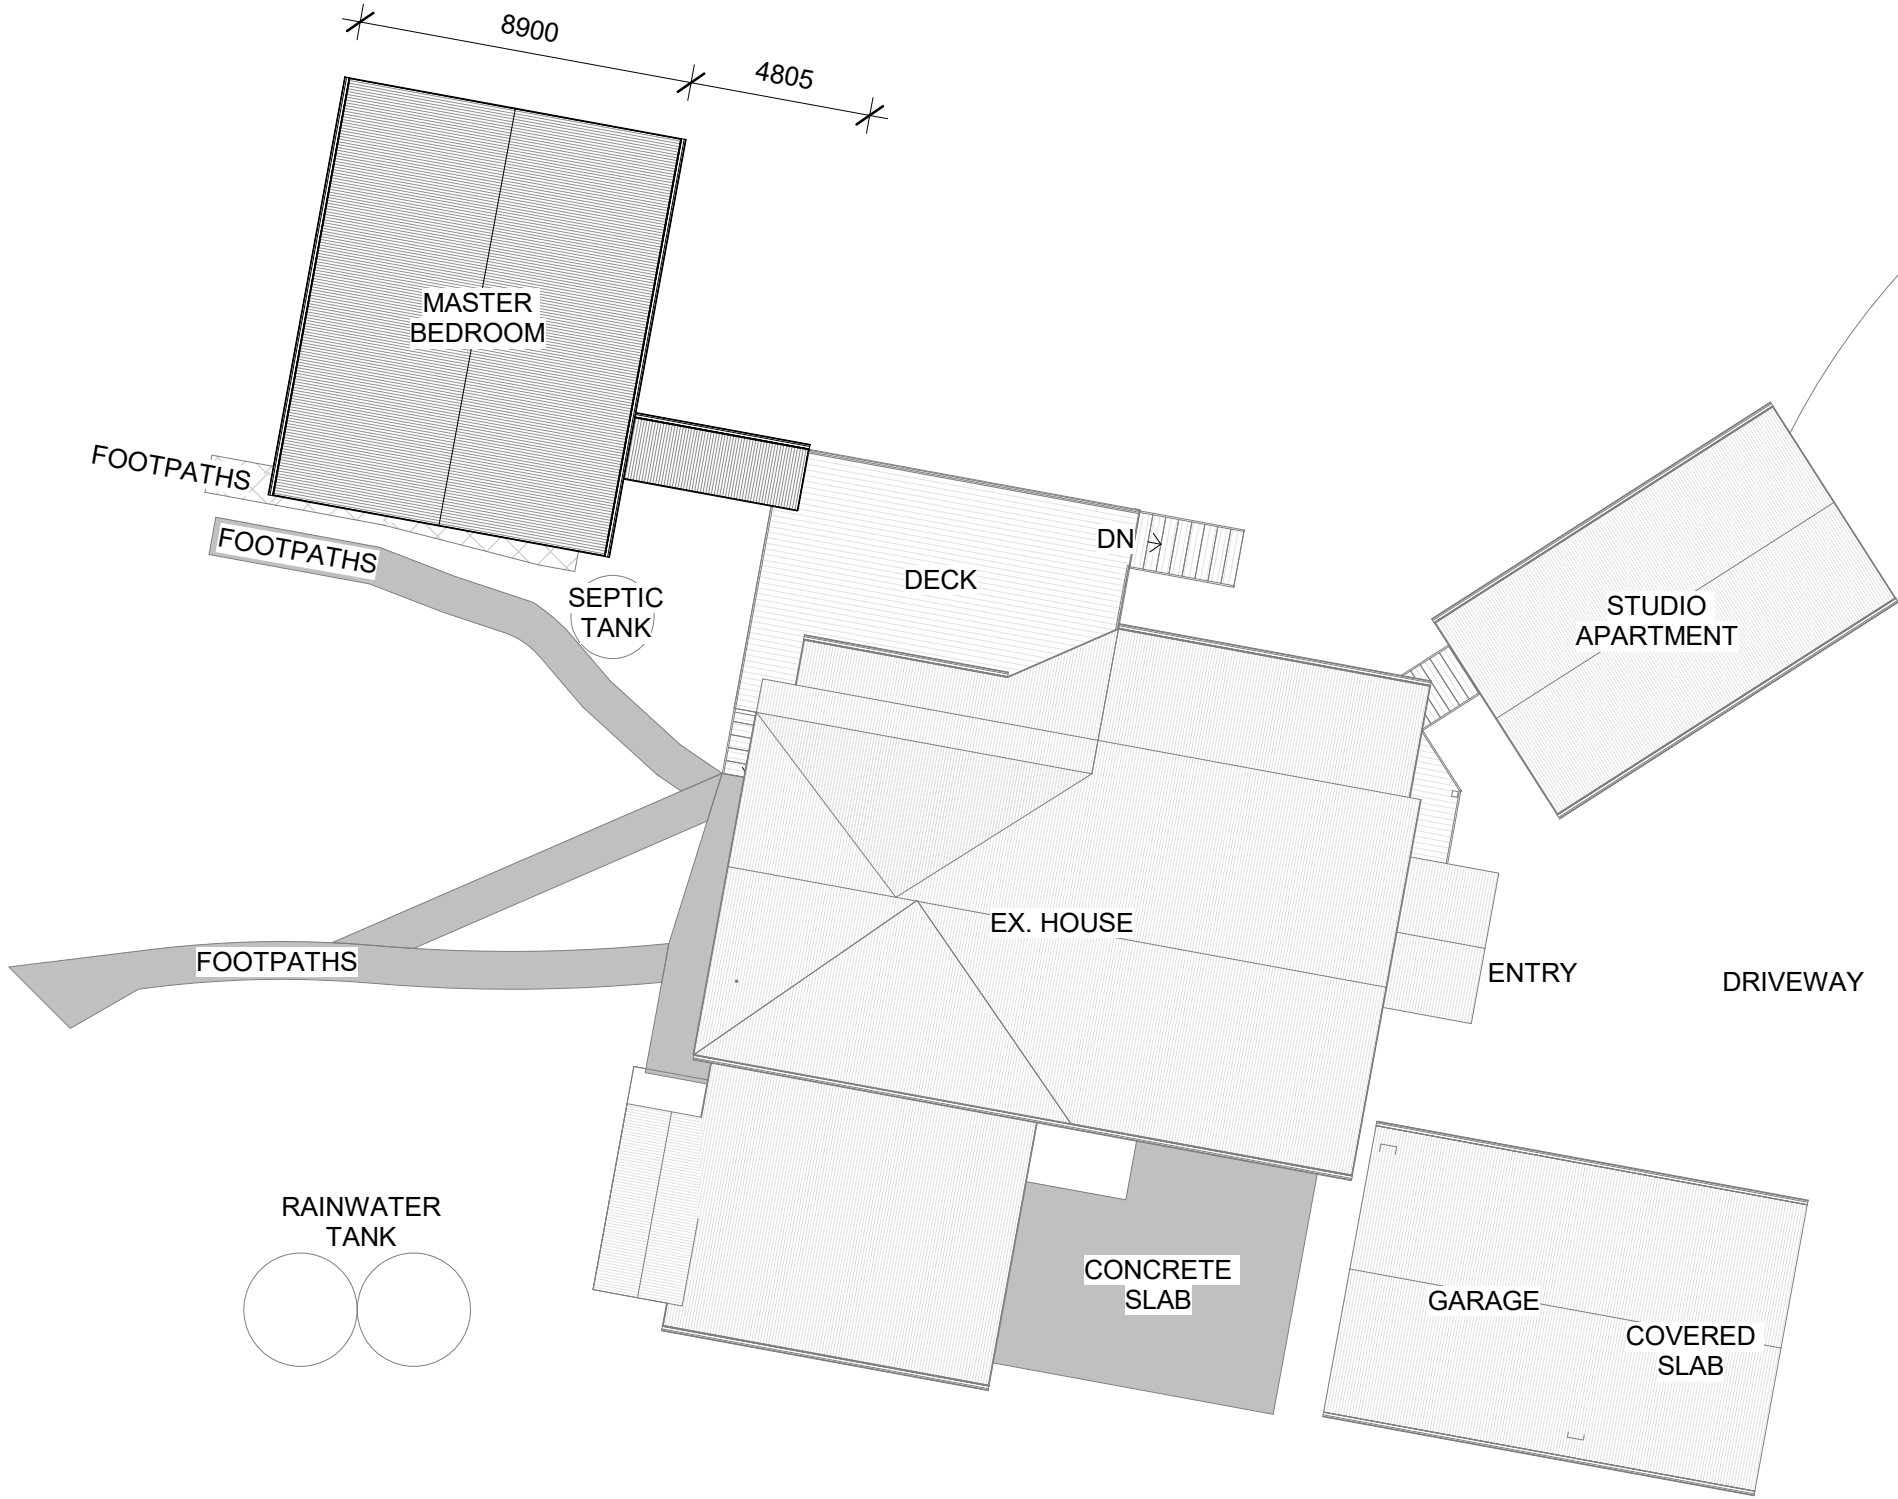 8900
4805
MASTER
BEDROOM
FOOTPATHS
FOOTPATHS
DN
DECK
SEPTIC
TANK
STUDIO
APARTMENT
EX. HOUSE
FOOTPATHS
ENTRY
DRIVEWAY
RAINWATER
TANK
CONCRETE
SLAB
GARAGE
COVERED
SLAB